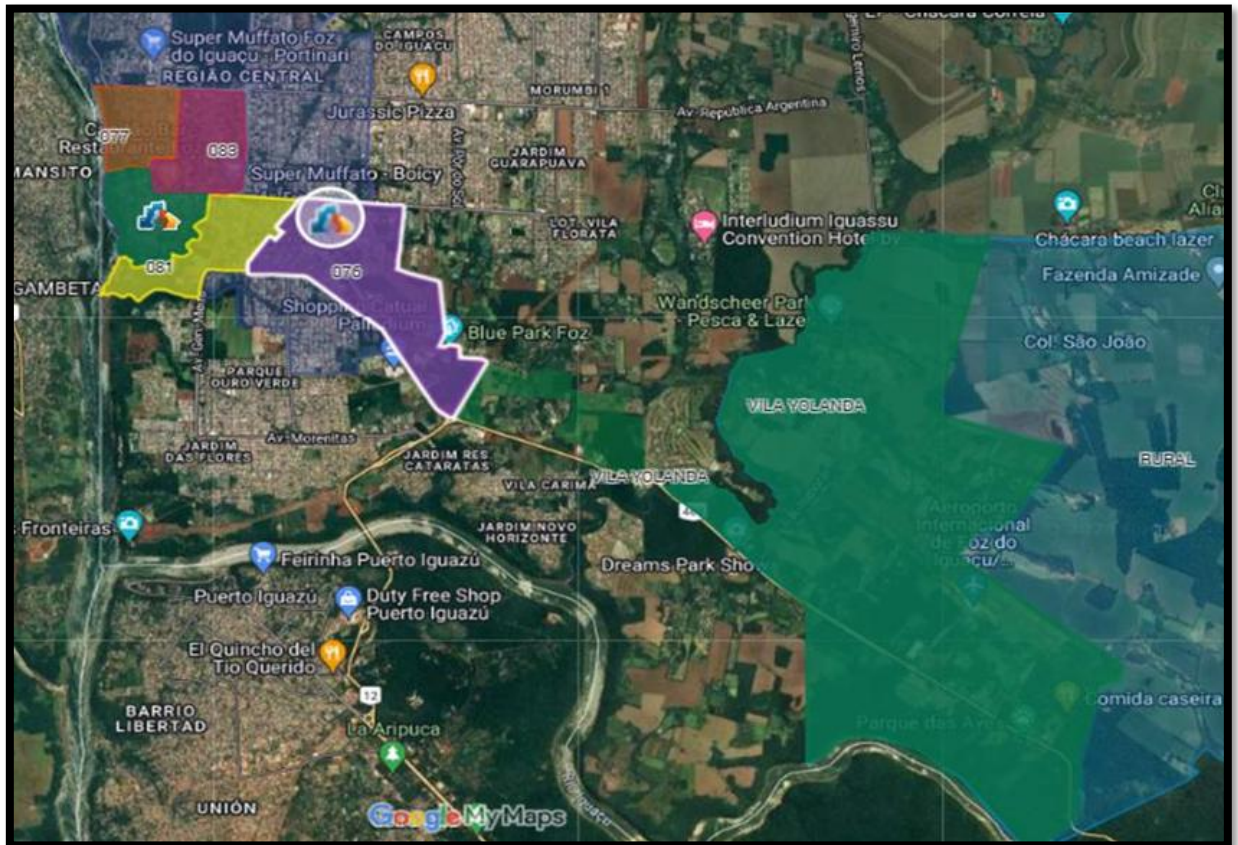 Super Muffato Foz
do Iguaçu - Portinari
REGIÃO CENTRAL
CAMPOS
DO IGUAÇU
Jurassic Pizza
MORUMBI 1
Av. República Argentina
JARDIM
GUARAPUAVA
077
083
MANSITO
Super Muffato - Boicy
LOT. VILA
FLORATA
Interludium Iguassu
Convention Hotel by
Chácara beach lazer
Fazenda Amizade
GAMBETA
081
076
Wandscheer Park
- Pesca & Laze
Blue Park Foz
Col. São João
PARQUE
OURO VERDE
VILA YOLANDA
Av. Morenitas
JARDIM
DAS FLORES
JARDIM RES.
CATARATAS
VILA CARIMÃ
VILA YOLANDA
RURAL
Fronteiras
JARDIM NOVO
HORIZONTE
Aeroporto
Internacional
de Foz do
Iguaçu/
Feirinha Puerto Iguazú
Dreams Park Show
Puerto Iguazú
Duty Free Shop
Puerto Iguazú
El Quincho del
Tio Querido
12
BARRIO
LIBERTAD
La Aripuca
Comida caseira
Parque das Aves
UNIÓN
Google My Maps